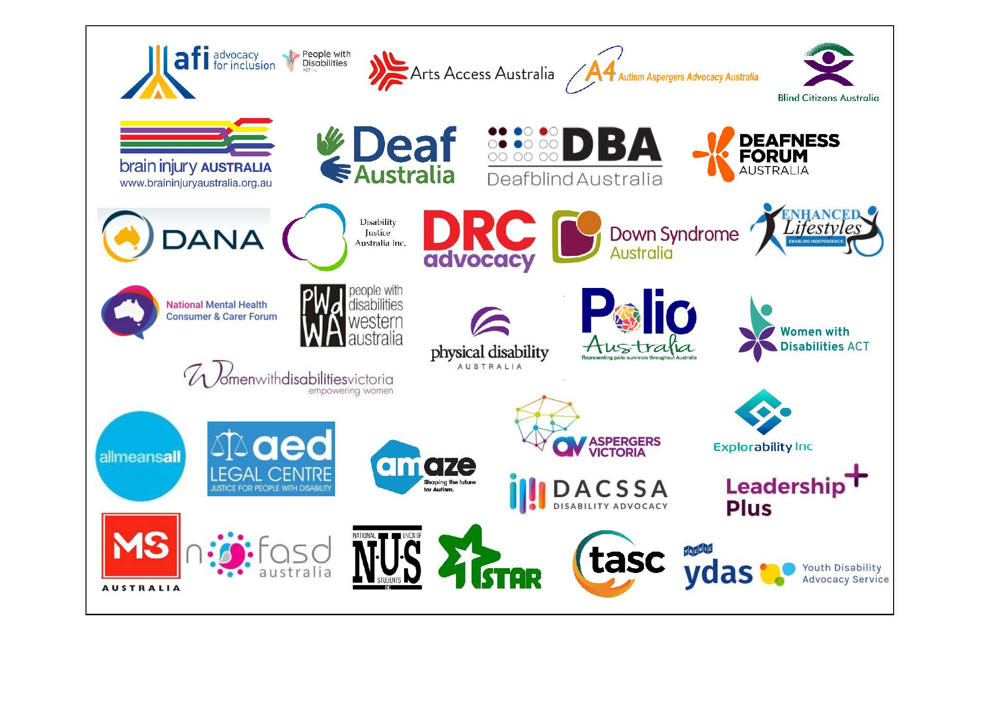 afi advocacy
for inclusion
People with
Disabilities
ACT Inc
Arts Access Australia
A4 Autism Aspergers Advocacy Australia
Blind Citizens Australia
brain injury AUSTRALIA
www.braininjuryaustralia.org.au
Deaf
Australia
DBA
Deafblind Australia
DEAFNESS
FORUM
AUSTRALIA
DANA
Disability
Justice
Australia Inc.
DRC
advocacy
Down Syndrome
Australia
ENHANCED
Lifestyles
ENABLING INDEPENDENCE
National Mental Health
Consumer & Carer Forum
PWd
WA
people with
disabilities
western
australia
physical disability
AUSTRALIA
Polio
Australia
Representing polio survivors throughout Australia
Women with
Disabilities ACT
Womenwithdisabilitiesvictoria
empowering women
allmeansall
aed
LEGAL CENTRE
JUSTICE FOR PEOPLE WITH DISABILITY
amaze
Shaping the future
for Autism.
av ASPERGERS
VICTORIA
Explorability Inc
DACSSA
DISABILITY ADVOCACY
Leadership
Plus
MS
AUSTRALIA
nofasd
australia
NATIONAL UNION OF
N.U.S
STUDENTS
INC
STAR
tasc
YACVIC
ydas
Youth Disability
Advocacy Service